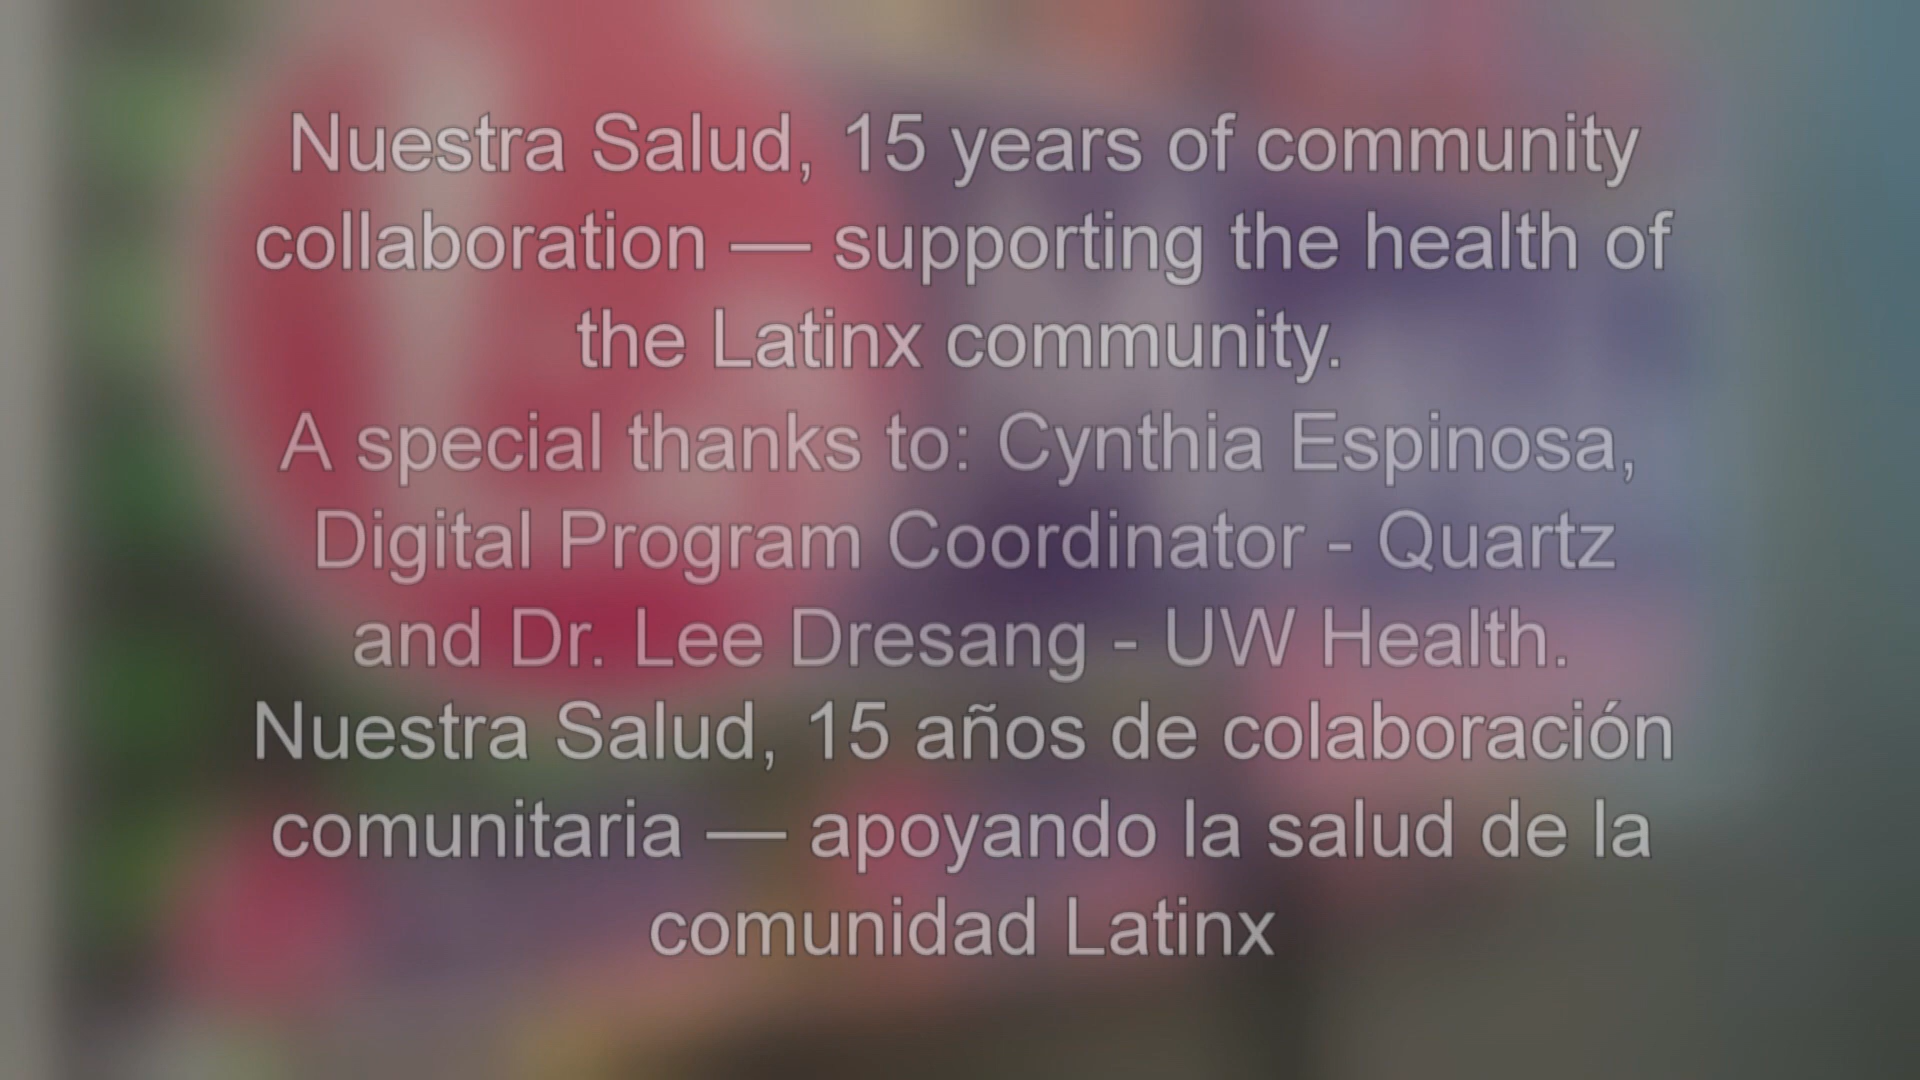 Nuestra Salud, 15 years of community
collaboration — supporting the health of
the Latinx community.
A special thanks to: Cynthia Espinosa,
Digital Program Coordinator - Quartz
and Dr. Lee Dresang - UW Health.
Nuestra Salud, 15 años de colaboración
comunitaria — apoyando la salud de la
comunidad Latinx